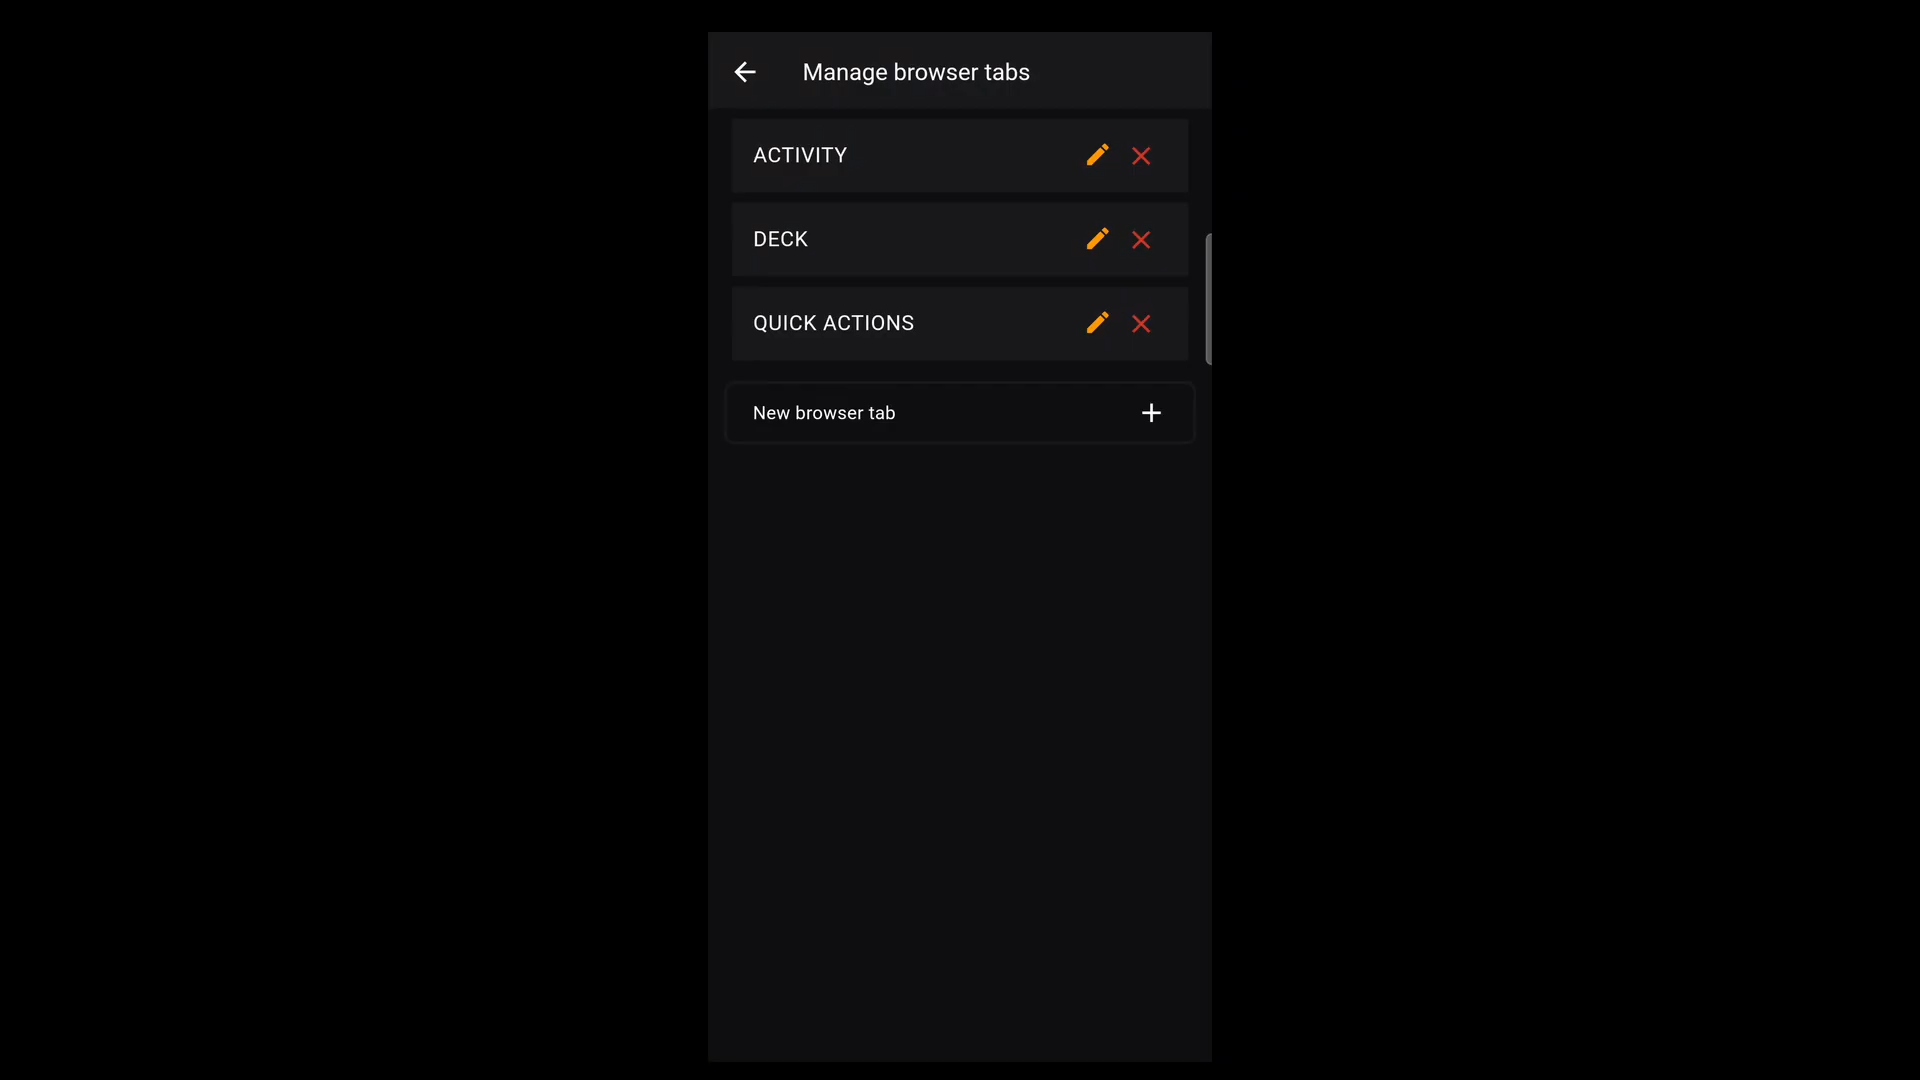 Manage browser tabs
ACTIVITY
DECK
QUICK ACTIONS
New browser tab